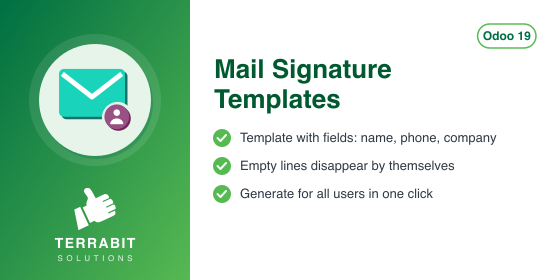 Odoo 19
Mail Signature
Templates
Template with fields: name, phone, company
Empty lines disappear by themselves
Generate for all users in one click
TERRABIT
SOLUTIONS